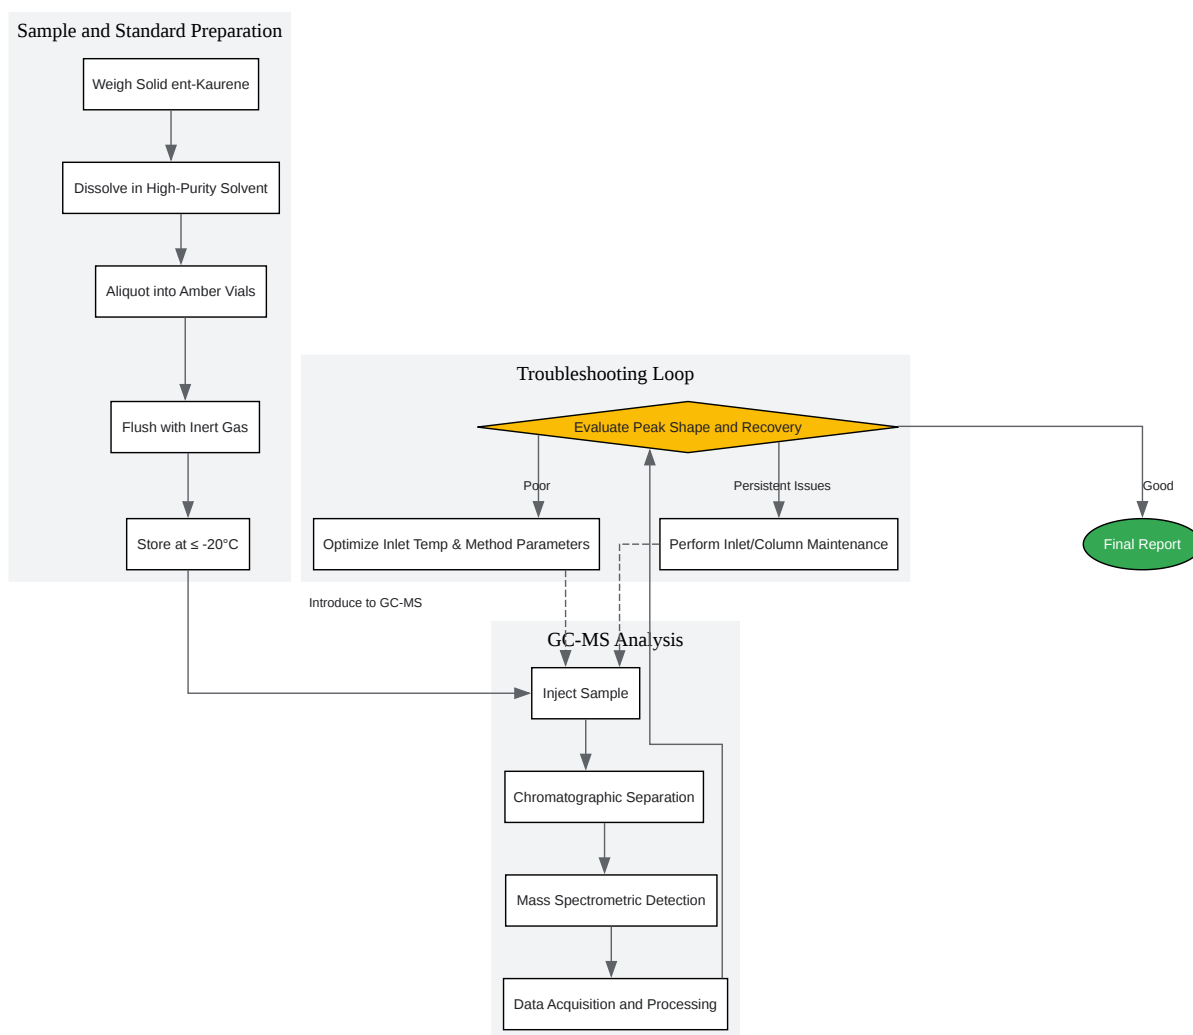 Sample and Standard Preparation
Weigh Solid ent-Kaurene
Dissolve in High-Purity Solvent
Aliquot into Amber Vials
Flush with Inert Gas
Store at ≤ -20°C
Introduce to GC-MS
Troubleshooting Loop
Evaluate Peak Shape and Recovery
Poor
Persistent Issues
Good
Optimize Inlet Temp & Method Parameters
Perform Inlet/Column Maintenance
Final Report
GC-MS Analysis
Inject Sample
Chromatographic Separation
Mass Spectrometric Detection
Data Acquisition and Processing